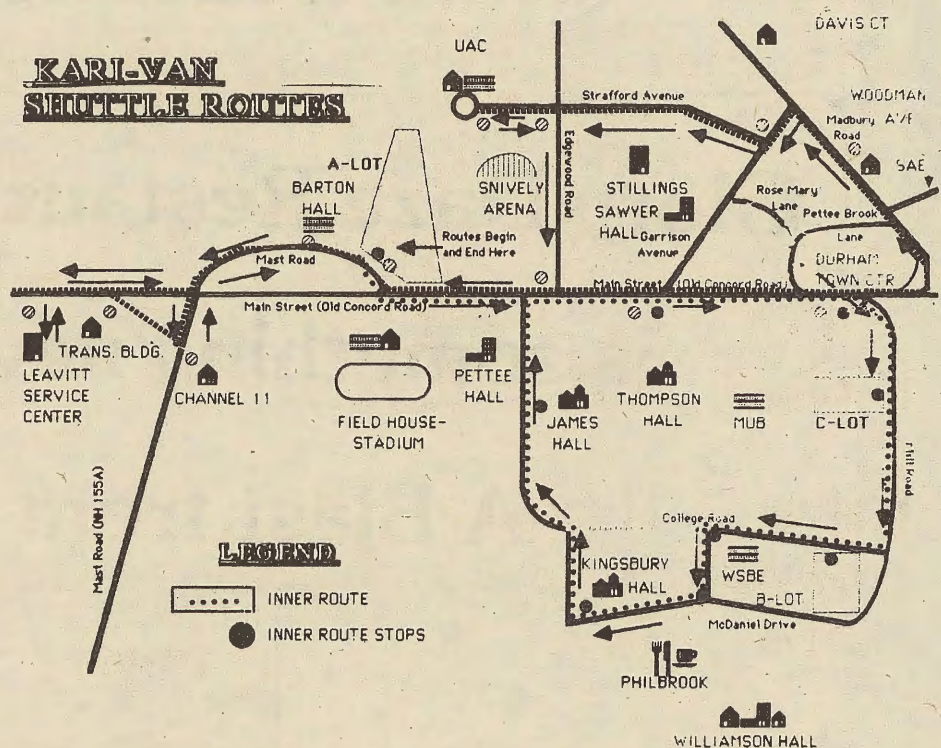 KARI-VAN
SHUTTLE ROUTES
UAC
DAVIS CT
WOODMAN
AVE
Madbury
Road
SAE
Strafford Avenue
Edgewood Road
A-LOT
BARTON
HALL
SNIVELY
ARENA
STILLINGS
SAWYER
HALL
Garrison
Avenue
Rose Mary
Lane
Pettee Brook
Lane
DURHAM
TOWN CTR
Routes Begin
and End Here
Mast Road
Main Street (Old Concord Road)
Main Street (Old Concord Road)
TRANS. BLDG.
LEAVITT
SERVICE
CENTER
CHANNEL 11
FIELD HOUSE-
STADIUM
PETTEE
HALL
JAMES
HALL
THOMPSON
HALL
MUB
C-LOT
Mill Road
College Road
Mast Road (NH 155A)
KINGSBURY
HALL
WSBE
B-LOT
McDaniel Drive
PHILBROOK
WILLIAMSON HALL
LEGEND
INNER ROUTE
INNER ROUTE STOPS